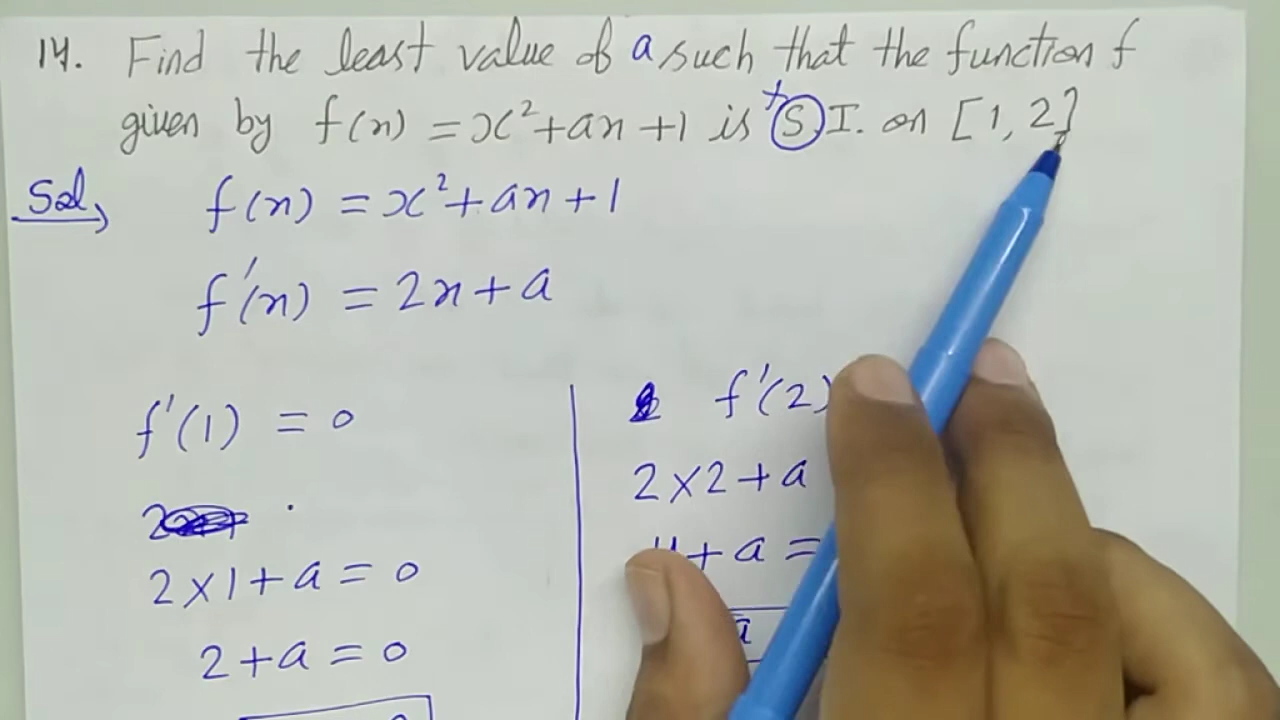 14. Find the least value of a such that the function f
given by f(x) = x²+ax+1 is S I. on [1, 2]
Sol,
f(x) = x²+ax+1
f'(x) = 2x+a
f'(1) = 0
2×1+a = 0
2+a = 0
f'(2)
2×2+a
4+a =
a